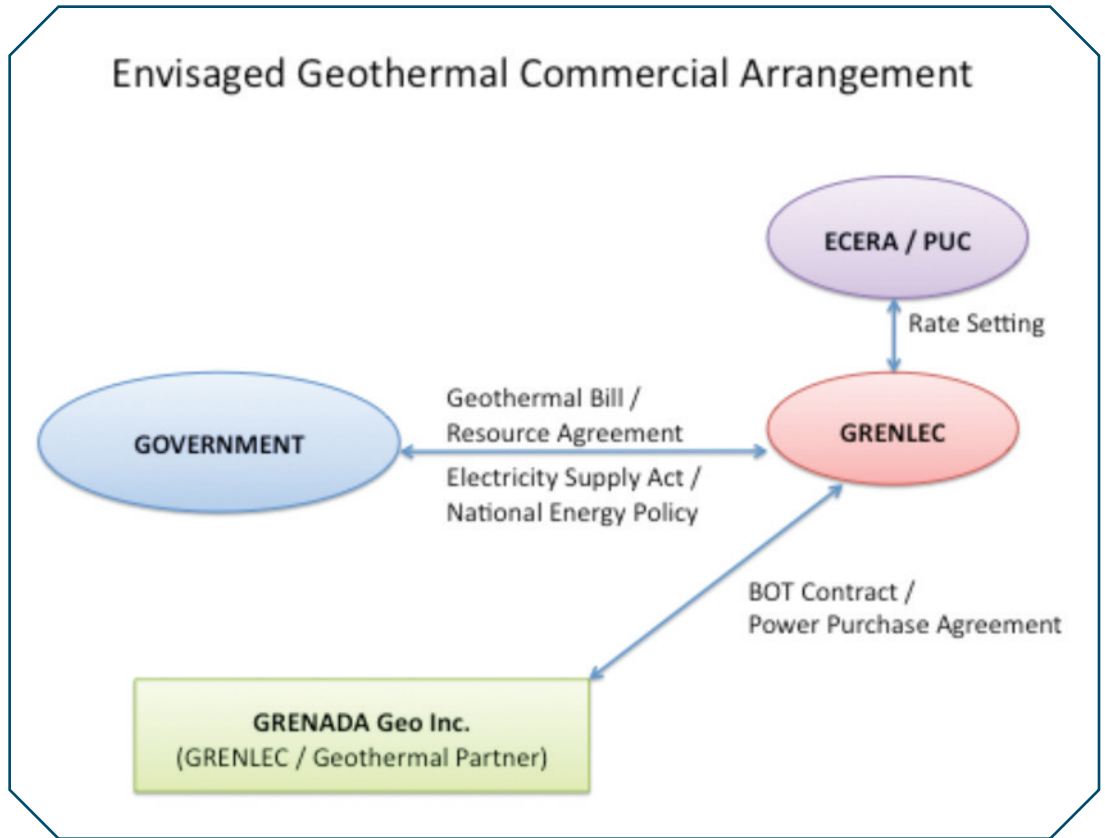 Envisaged Geothermal Commercial Arrangement
ECERA / PUC
Rate Setting
GOVERNMENT
Geothermal Bill /
Resource Agreement
Electricity Supply Act /
National Energy Policy
GRENLEC
BOT Contract /
Power Purchase Agreement
GRENADA Geo Inc.
(GRENLEC / Geothermal Partner)